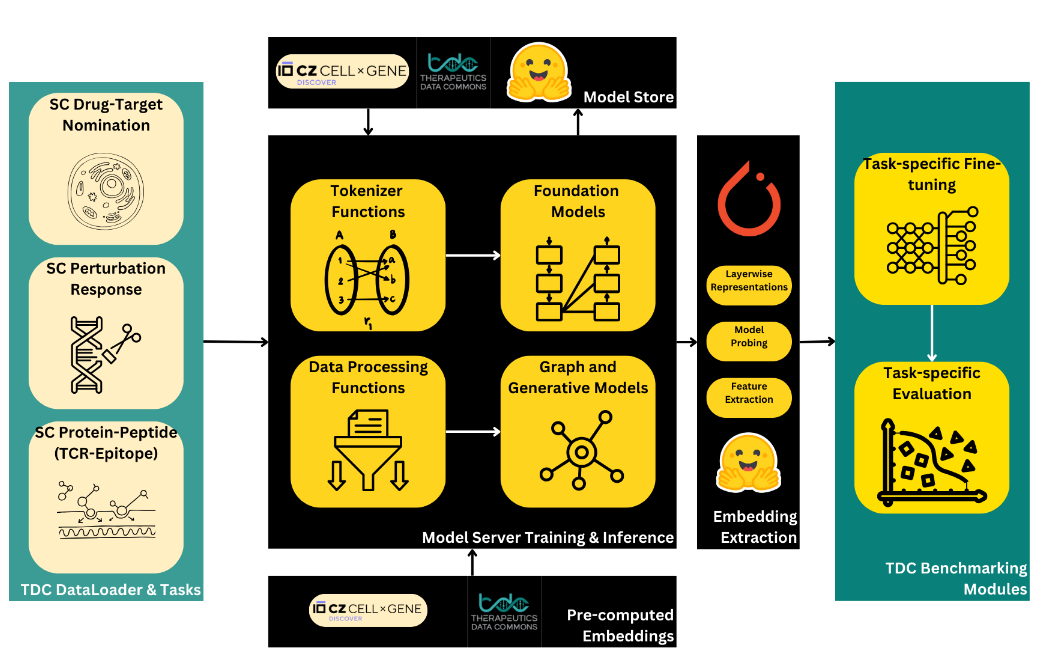 CZ CELL×GENE
DISCOVER
tdc
THERAPEUTICS
DATA COMMONS
Model Store
SC Drug-Target
Nomination
SC Perturbation
Response
SC Protein-Peptide
(TCR-Epitope)
TDC DataLoader & Tasks
Tokenizer
Functions
A B
1 a
2 b
3 c
r₁
Foundation
Models
Data Processing
Functions
Graph and
Generative Models
Model Server Training & Inference
Layerwise
Representations
Model
Probing
Feature
Extraction
Embedding
Extraction
Task-specific Fine-
tuning
Task-specific
Evaluation
TDC Benchmarking
Modules
CZ CELL×GENE
DISCOVER
tdc
THERAPEUTICS
DATA COMMONS
Pre-computed
Embeddings